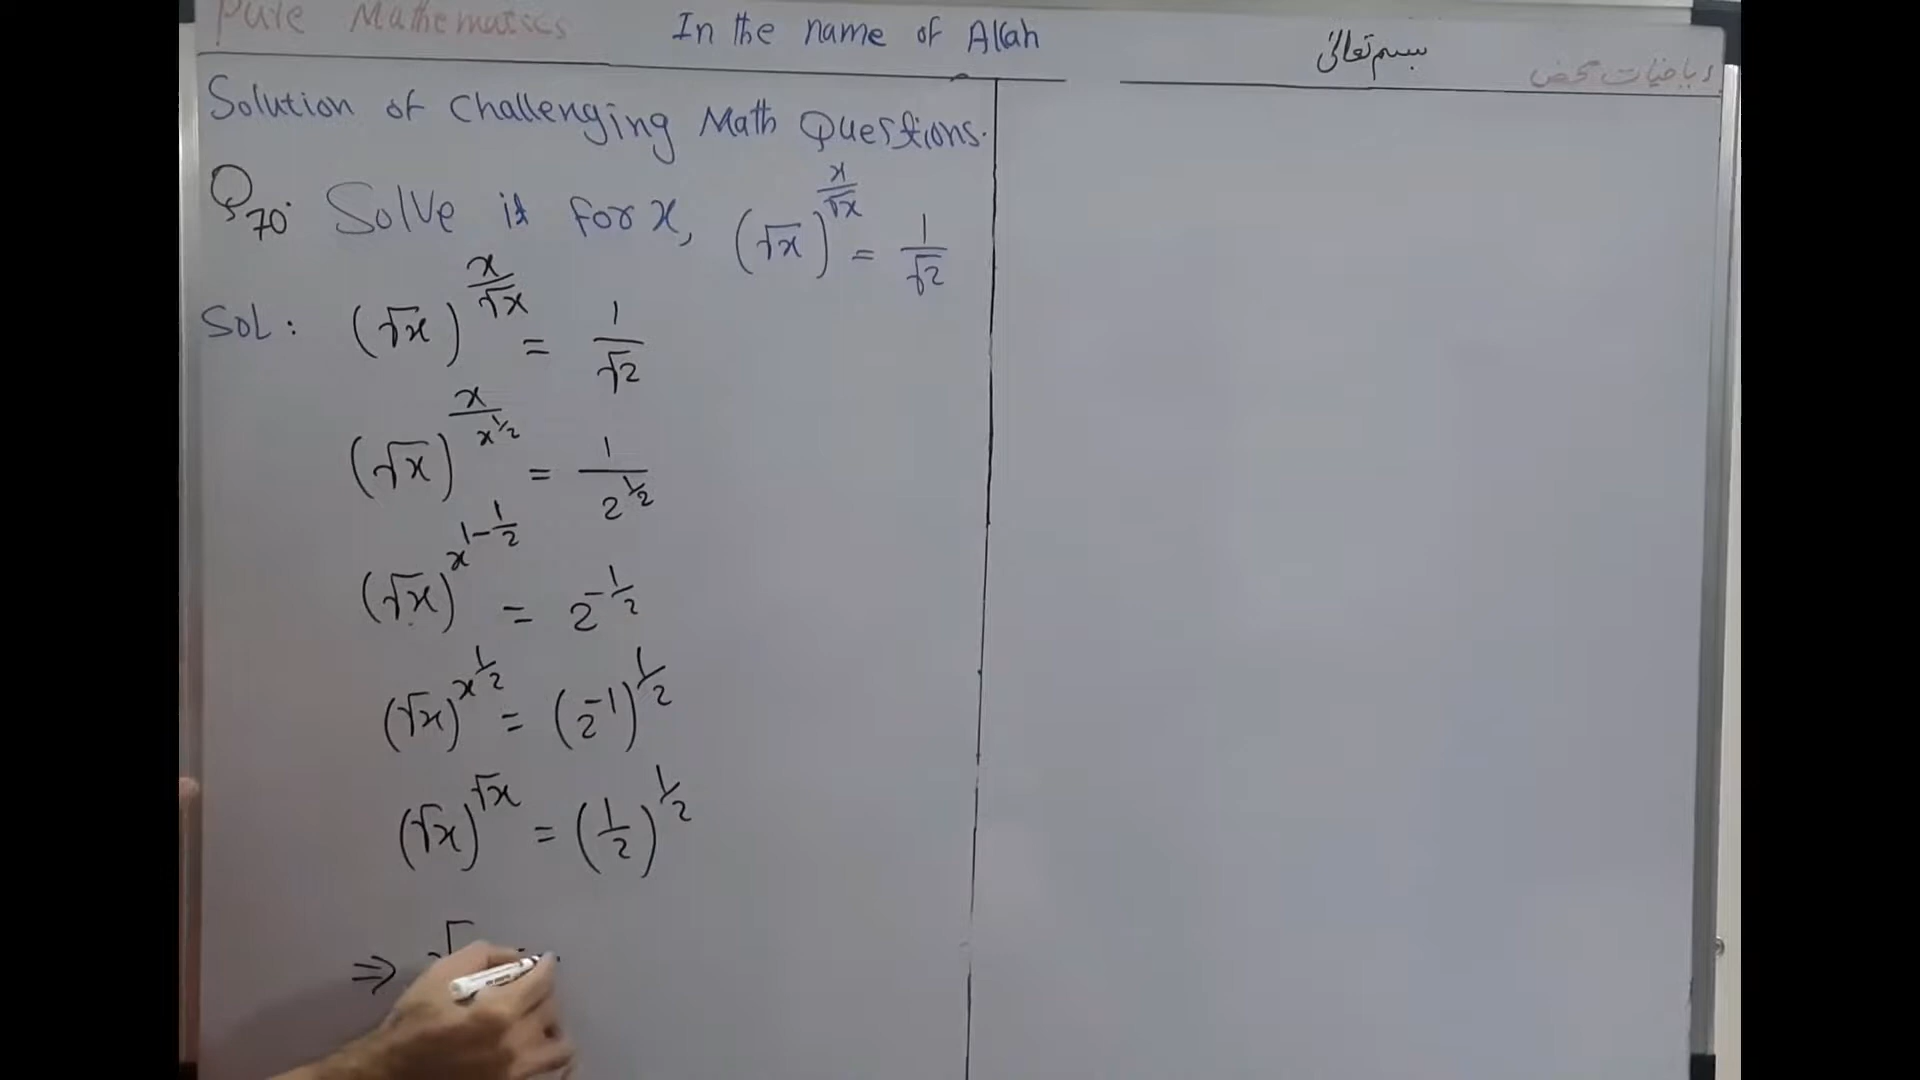 Pure Mathematics In the name of Allah بسم تعالیٰ ریاضیات محض
Solution of Challenging Math Questions.
Q70. Solve it for x, (√x)^(x/√x) = 1/√2
Sol: (√x)^(x/√x) = 1/√2
(√x)^(x/x^(1/2)) = 1/2^(1/2)
(√x)^(x^(1-1/2)) = 2^(-1/2)
(√x)^(x^(1/2)) = (2^(-1))^(1/2)
(√x)^(√x) = (1/2)^(1/2)
⇒ √